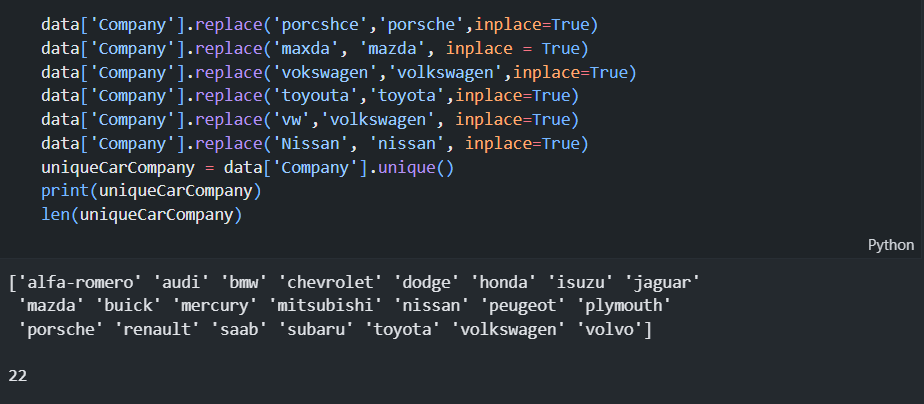 data['Company'].replace('porcshce','porsche',inplace=True)
data['Company'].replace('maxda', 'mazda', inplace = True)
data['Company'].replace('vokswagen','volkswagen',inplace=True)
data['Company'].replace('toyouta','toyota',inplace=True)
data['Company'].replace('vw','volkswagen', inplace=True)
data['Company'].replace('Nissan', 'nissan', inplace=True)
uniqueCarCompany = data['Company'].unique()
print(uniqueCarCompany)
len(uniqueCarCompany)
Python
['alfa-romero' 'audi' 'bmw' 'chevrolet' 'dodge' 'honda' 'isuzu' 'jaguar'
'mazda' 'buick' 'mercury' 'mitsubishi' 'nissan' 'peugeot' 'plymouth'
'porsche' 'renault' 'saab' 'subaru' 'toyota' 'volkswagen' 'volvo']
22